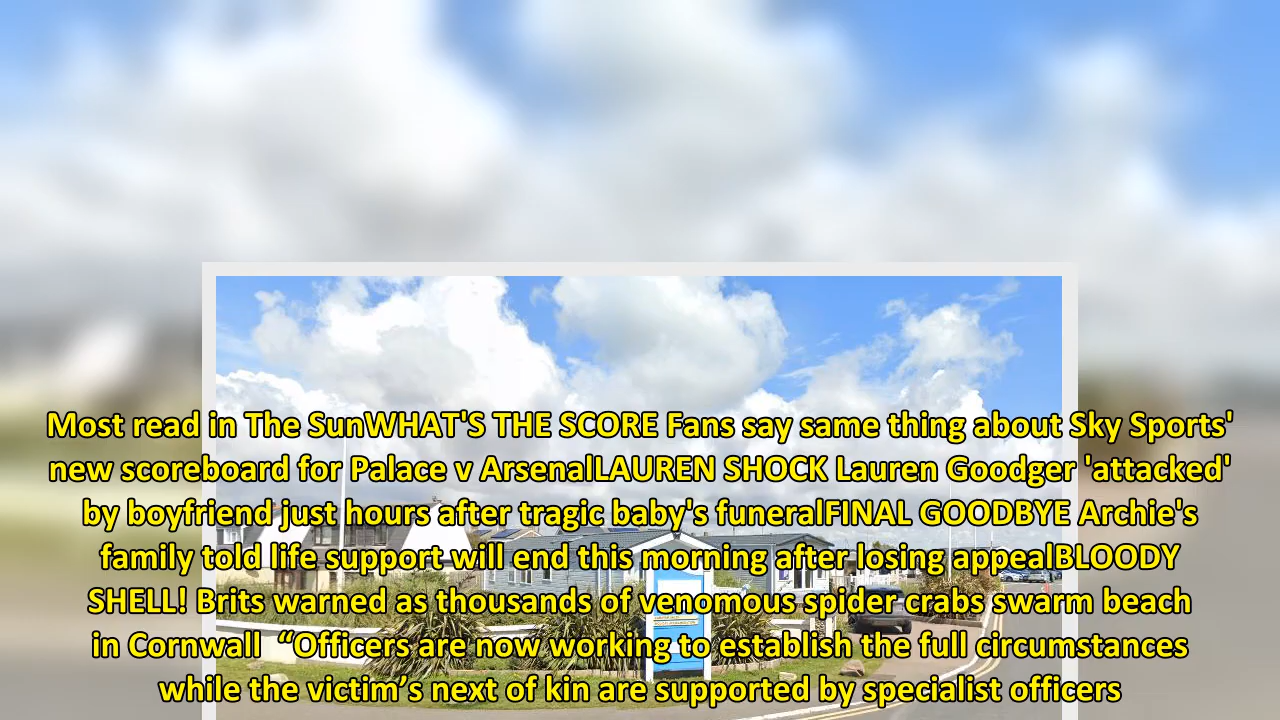 Most read in The SunWHAT'S THE SCORE Fans say same thing about Sky Sports'
new scoreboard for Palace v ArsenalLAUREN SHOCK Lauren Goodger 'attacked'
by boyfriend just hours after tragic baby's funeralFINAL GOODBYE Archie's
family told life support will end this morning after losing appealBLOODY
SHELL! Brits warned as thousands of venomous spider crabs swarm beach
in Cornwall  “Officers are now working to establish the full circumstances
while the victim’s next of kin are supported by specialist officers